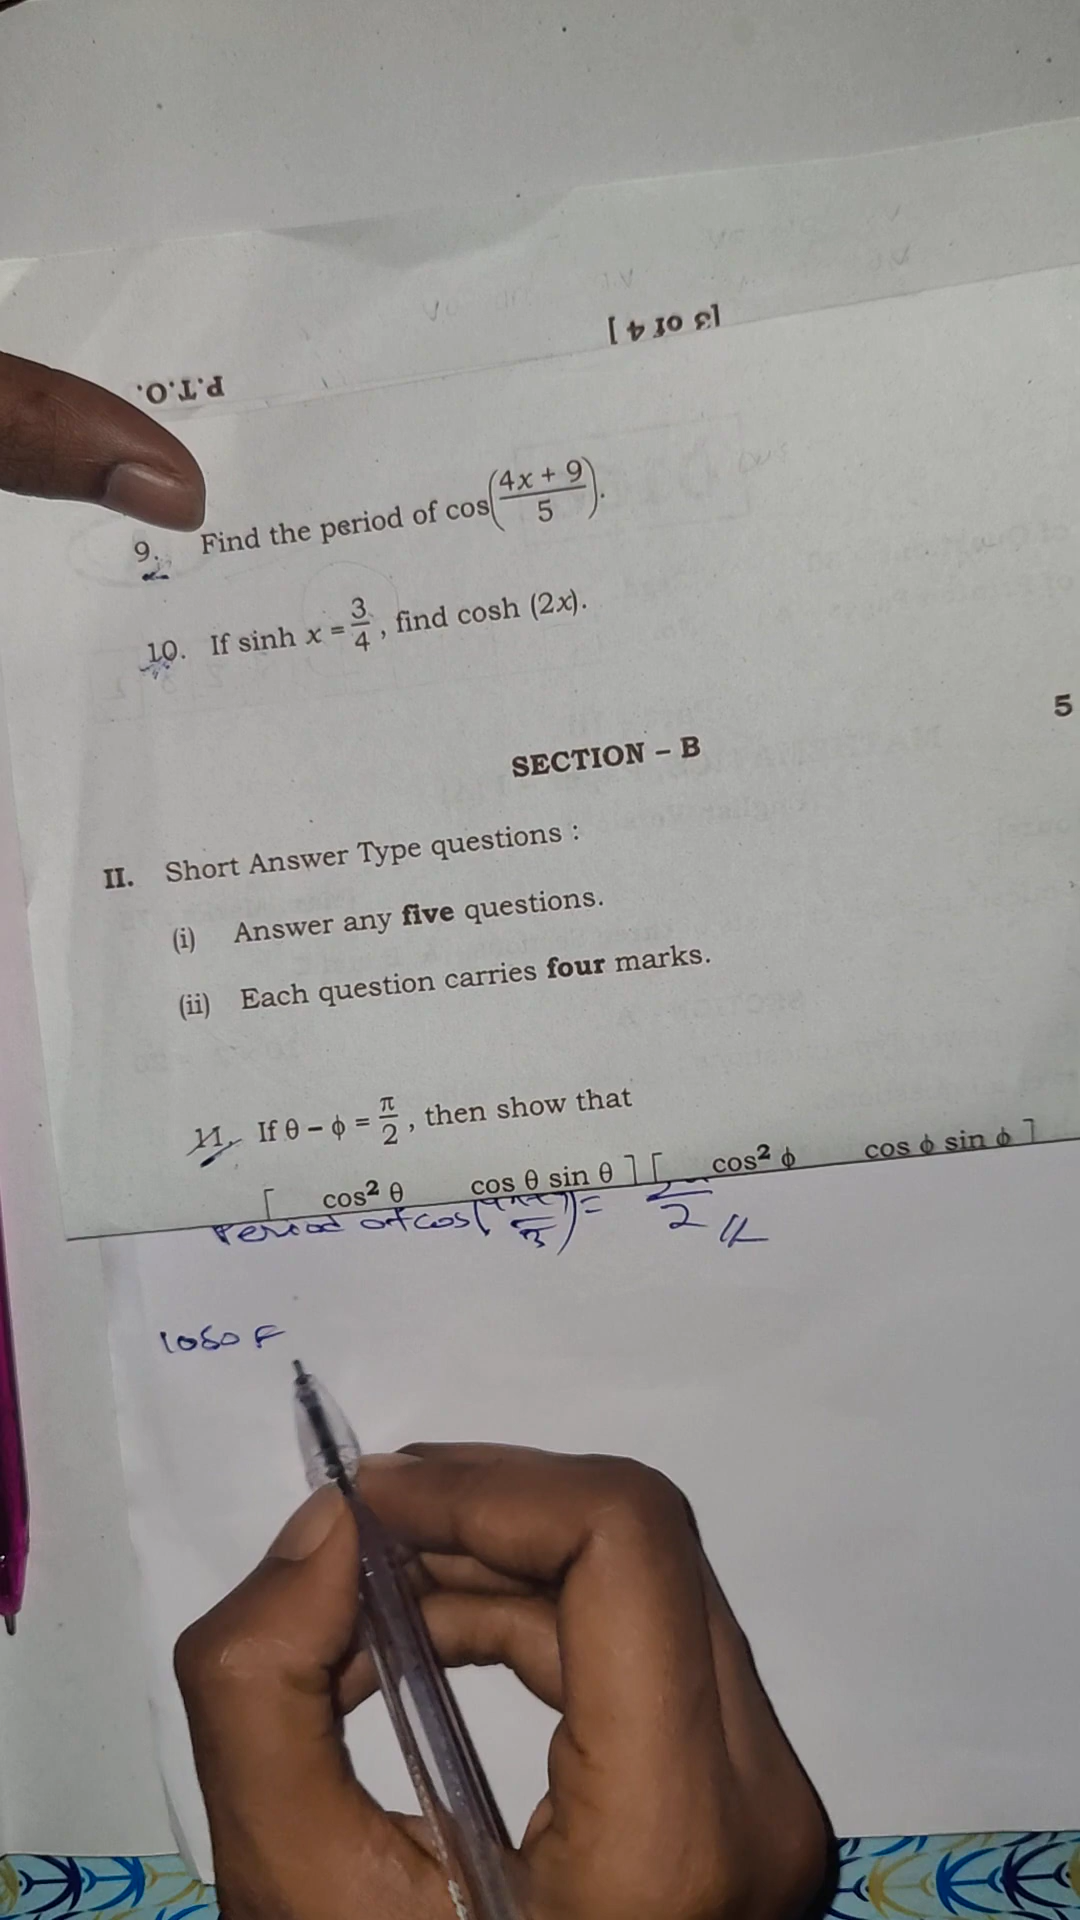 [3 of 4]
P.T.O.
9. Find the period of cos((4x + 9)/5).
10. If sinh x = 3/4, find cosh (2x).
5
SECTION – B
II. Short Answer Type questions :
(i) Answer any five questions.
(ii) Each question carries four marks.
11. If θ – ϕ = π/2, then show that
[ cos² θ cos θ sin θ ] [ cos² ϕ cos ϕ sin ϕ ]
Period of cos( ) = /2